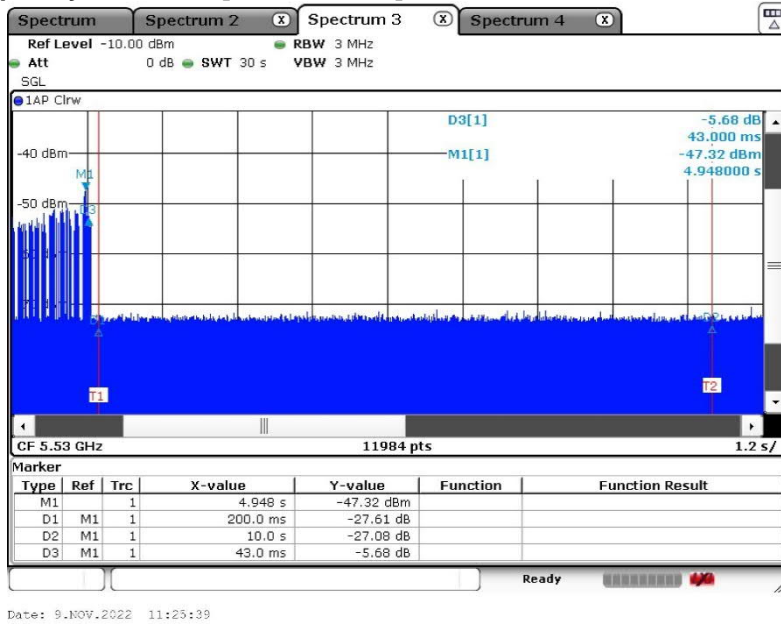 Spectrum Spectrum 2 X Spectrum 3 X Spectrum 4 X
Ref Level -10.00 dBm RBW 3 MHz
Att 0 dB SWT 30 s VBW 3 MHz
SGL
1AP Clrw
D3[1] -5.68 dB
43.000 ms
-40 dBm M1[1] -47.32 dBm
4.948000 s
M1
-50 dBm D3
D2
T1 T2
CF 5.53 GHz 11984 pts 1.2 s/
Marker
Type Ref Trc X-value Y-value Function Function Result
M1 1 4.948 s -47.32 dBm
D1 M1 1 200.0 ms -27.61 dB
D2 M1 1 10.0 s -27.08 dB
D3 M1 1 43.0 ms -5.68 dB
Ready
Date: 9.NOV.2022 11:25:39